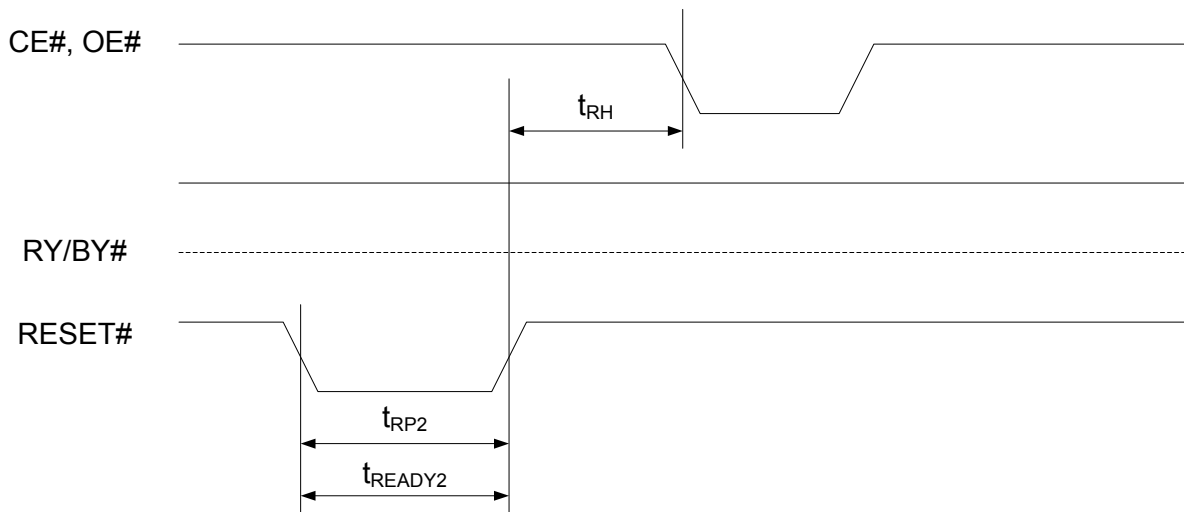 CE#, OE#
tRH
RY/BY#
RESET#
tRP2
tREADY2